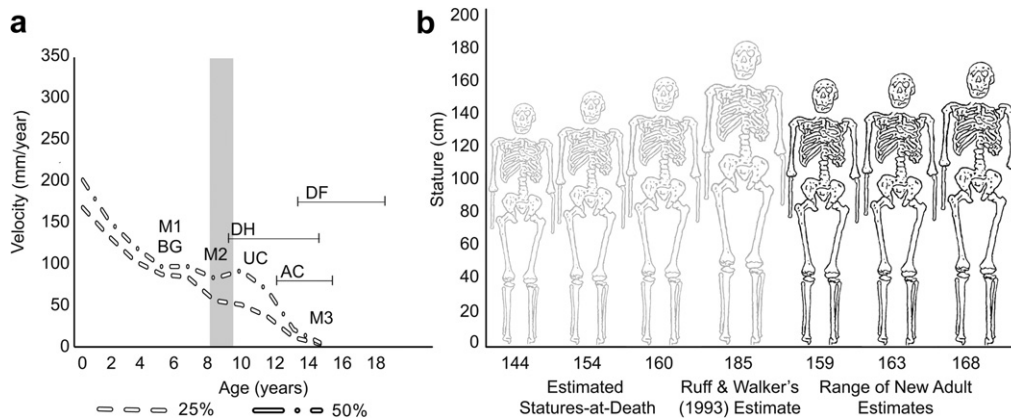 a
350
300
250
200
150
100
50
0
Velocity (mm/year)
M1
BG
M2
DH
UC
DF
AC
M3
0 2 4 6 8 10 12 14 16 18
Age (years)
25% 50%
b
200
180
160
140
120
100
80
60
40
20
0
Stature (cm)
144 154 160 185 159 163 168
Estimated
Statures-at-Death
Ruff & Walker's
(1993) Estimate
Range of New Adult
Estimates